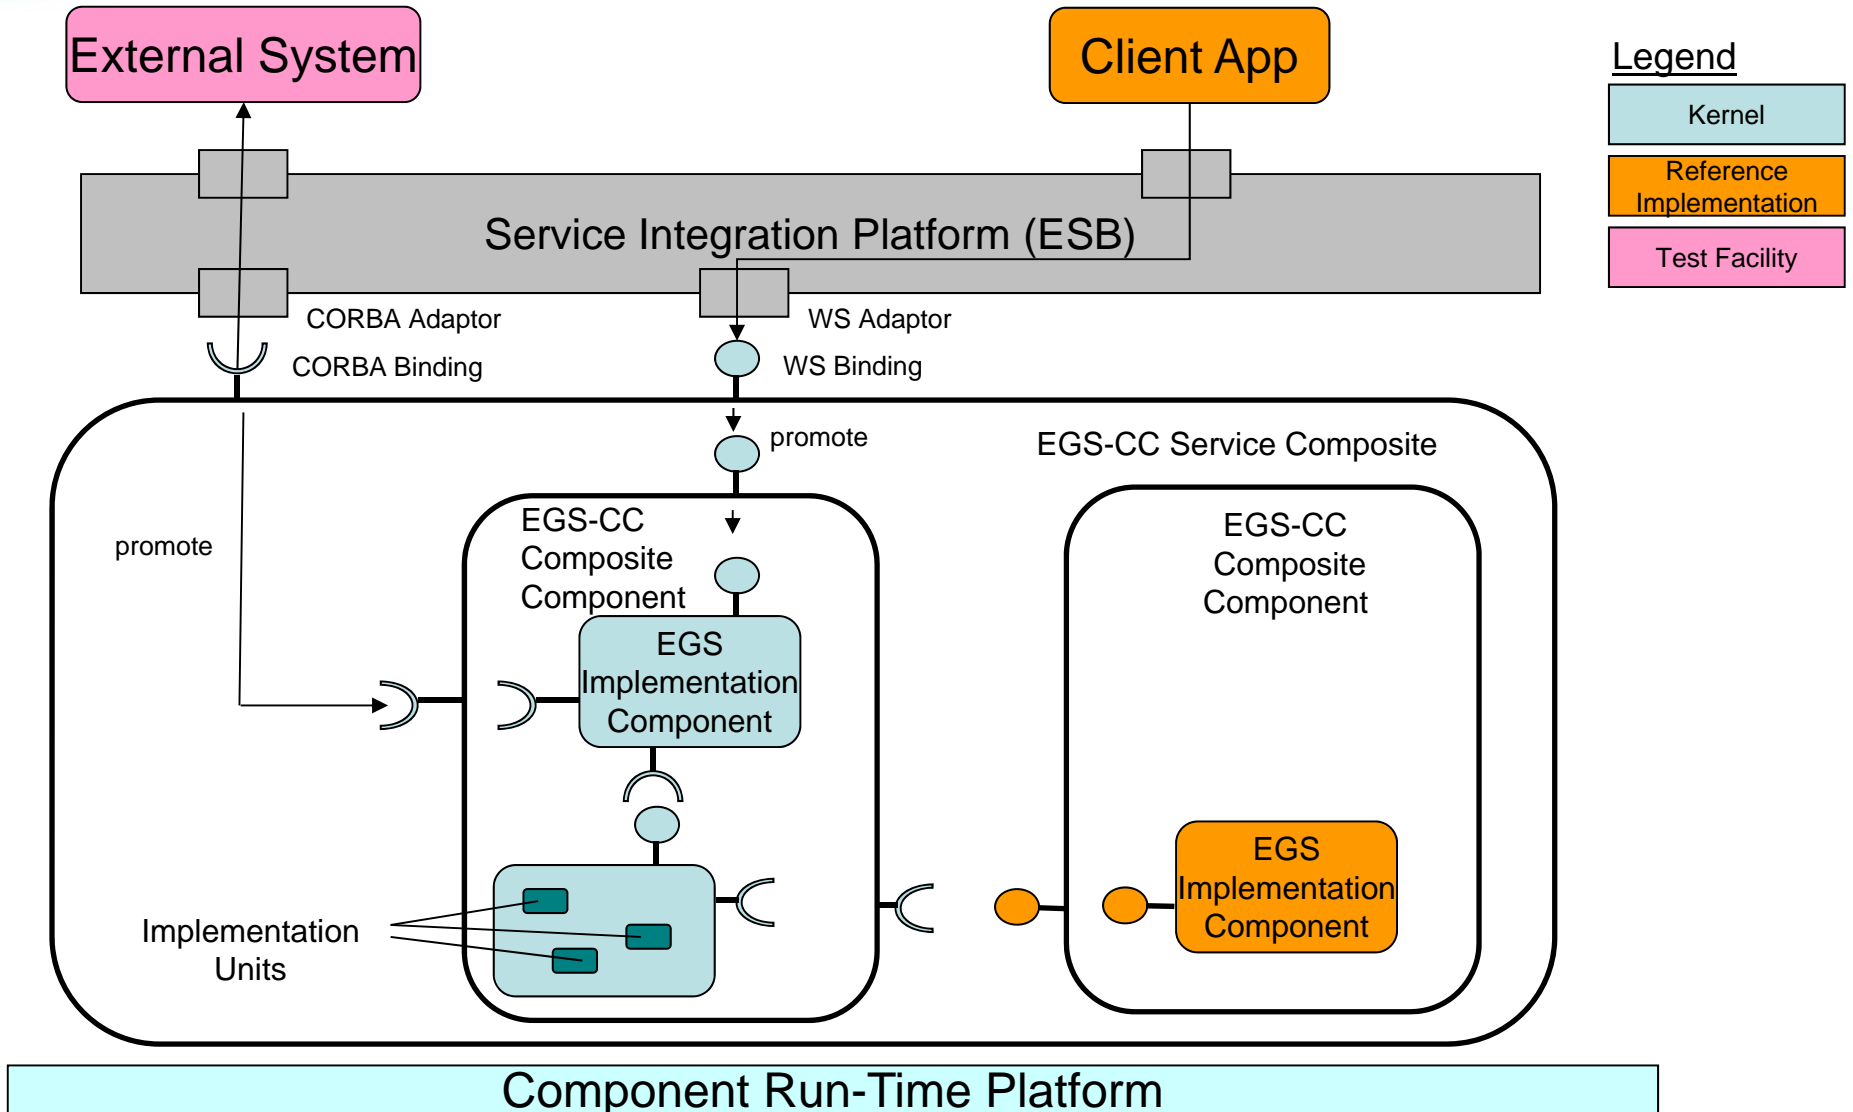 External System
Client App
Legend
Kernel
Reference
Implementation
Test Facility
Service Integration Platform (ESB)
CORBA Adaptor
WS Adaptor
CORBA Binding
WS Binding
promote
EGS-CC Service Composite
EGS-CC
Composite
Component
EGS-CC
Composite
Component
promote
EGS
Implementation
Component
EGS
Implementation
Component
Implementation
Units
Component Run-Time Platform